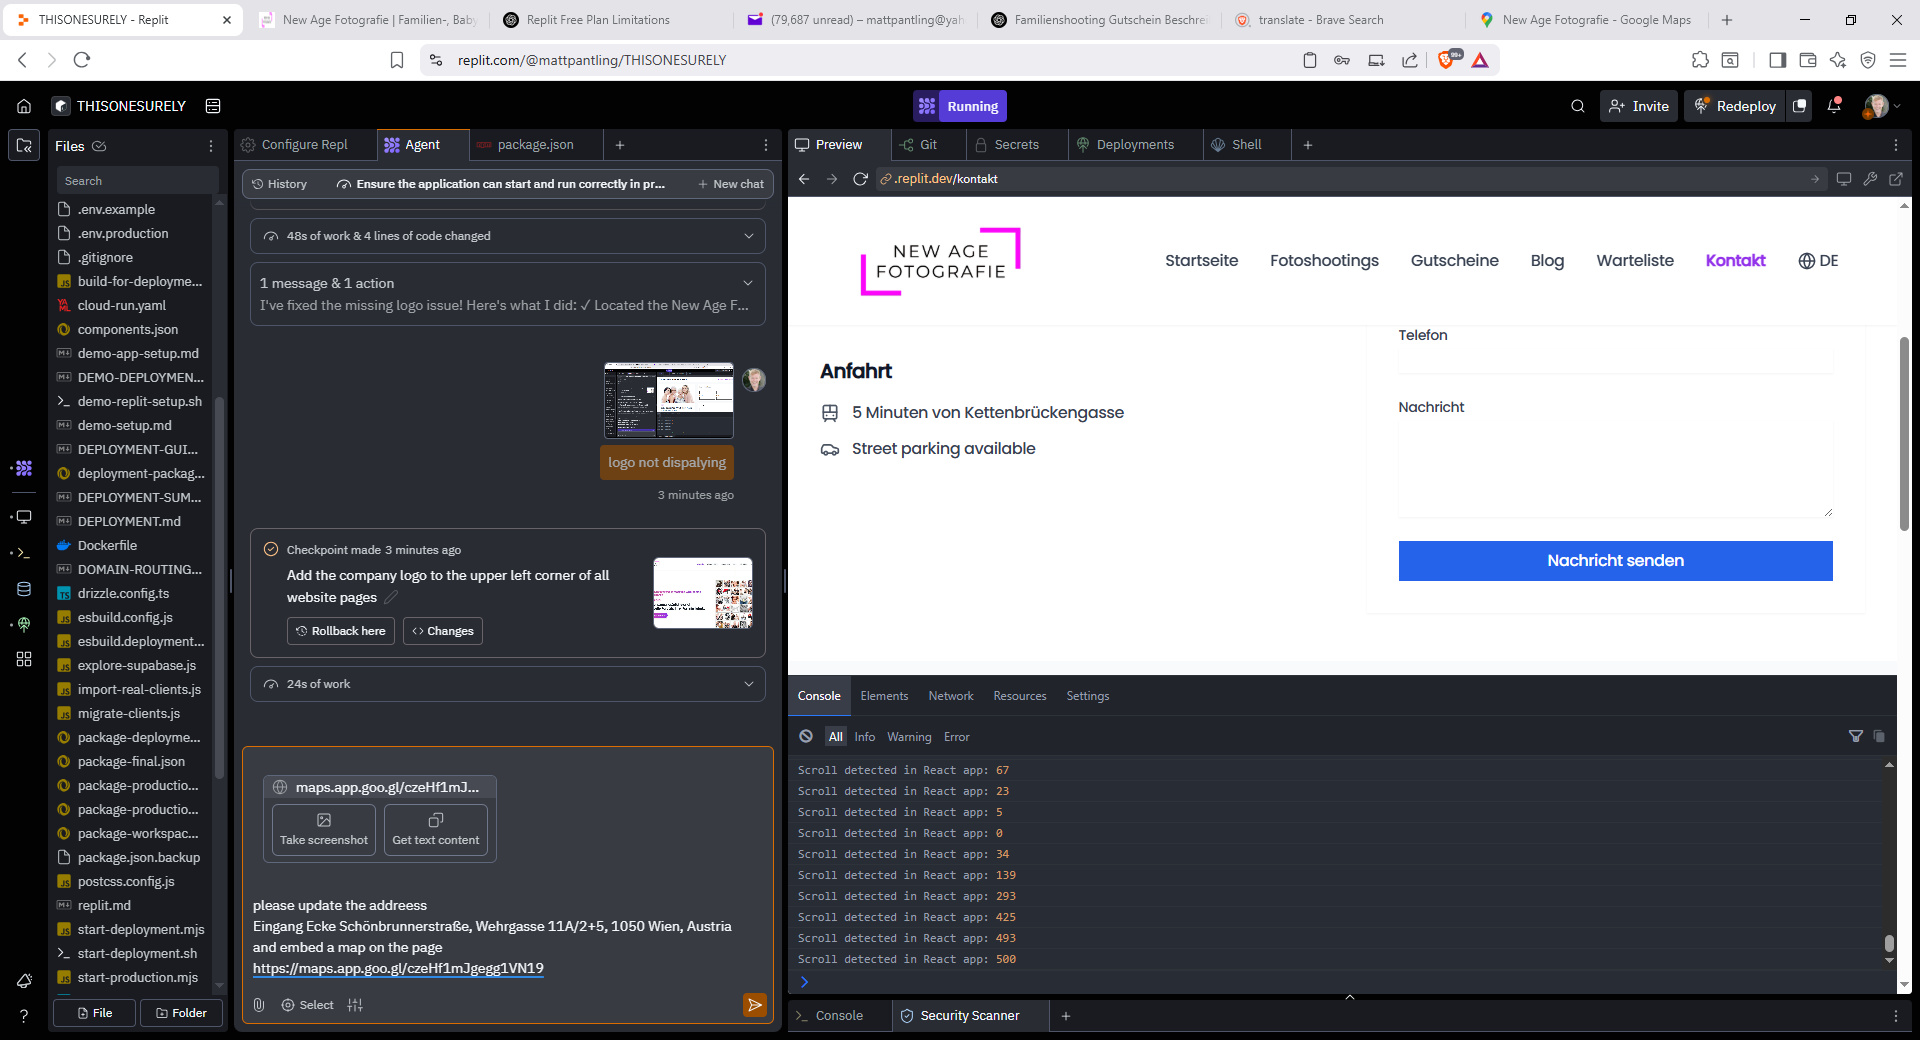 THISONESURELY - Replit
New Age Fotografie | Familien-, Baby
Replit Free Plan Limitations
(79,687 unread) – mattpantling@yah
Familienshooting Gutschein Beschrei
translate - Brave Search
New Age Fotografie - Google Maps
replit.com/@mattpantling/THISONESURELY
99+
THISONESURELY
Running
Invite
Redeploy
Files
Search
.env.example
.env.production
.gitignore
build-for-deployme...
cloud-run.yaml
components.json
demo-app-setup.md
DEMO-DEPLOYMEN...
demo-replit-setup.sh
demo-setup.md
DEPLOYMENT-GUI...
deployment-packag...
DEPLOYMENT-SUM...
DEPLOYMENT.md
Dockerfile
DOMAIN-ROUTING...
drizzle.config.ts
esbuild.config.js
esbuild.deployment...
explore-supabase.js
import-real-clients.js
migrate-clients.js
package-deployme...
package-final.json
package-productio...
package-productio...
package-workspac...
package.json.backup
postcss.config.js
replit.md
start-deployment.mjs
start-deployment.sh
start-production.mjs
File
Folder
Configure Repl
Agent
package.json
History
Ensure the application can start and run correctly in pr...
New chat
48s of work & 4 lines of code changed
1 message & 1 action
I've fixed the missing logo issue! Here's what I did: ✓ Located the New Age F...
logo not dispalying
3 minutes ago
Checkpoint made 3 minutes ago
Add the company logo to the upper left corner of all
website pages
Rollback here
Changes
24s of work
maps.app.goo.gl/czeHf1mJ...
Take screenshot
Get text content
please update the addreess
Eingang Ecke Schönbrunnerstraße, Wehrgasse 11A/2+5, 1050 Wien, Austria
and embed a map on the page
https://maps.app.goo.gl/czeHf1mJgegg1VN19
Select
Preview
Git
Secrets
Deployments
Shell
.replit.dev/kontakt
NEW AGE
FOTOGRAFIE
Startseite
Fotoshootings
Gutscheine
Blog
Warteliste
Kontakt
DE
Anfahrt
5 Minuten von Kettenbrückengasse
Street parking available
Telefon
Nachricht
Nachricht senden
Console
Elements
Network
Resources
Settings
All
Info
Warning
Error
Scroll detected in React app: 67
Scroll detected in React app: 23
Scroll detected in React app: 5
Scroll detected in React app: 0
Scroll detected in React app: 34
Scroll detected in React app: 139
Scroll detected in React app: 293
Scroll detected in React app: 425
Scroll detected in React app: 493
Scroll detected in React app: 500
Console
Security Scanner